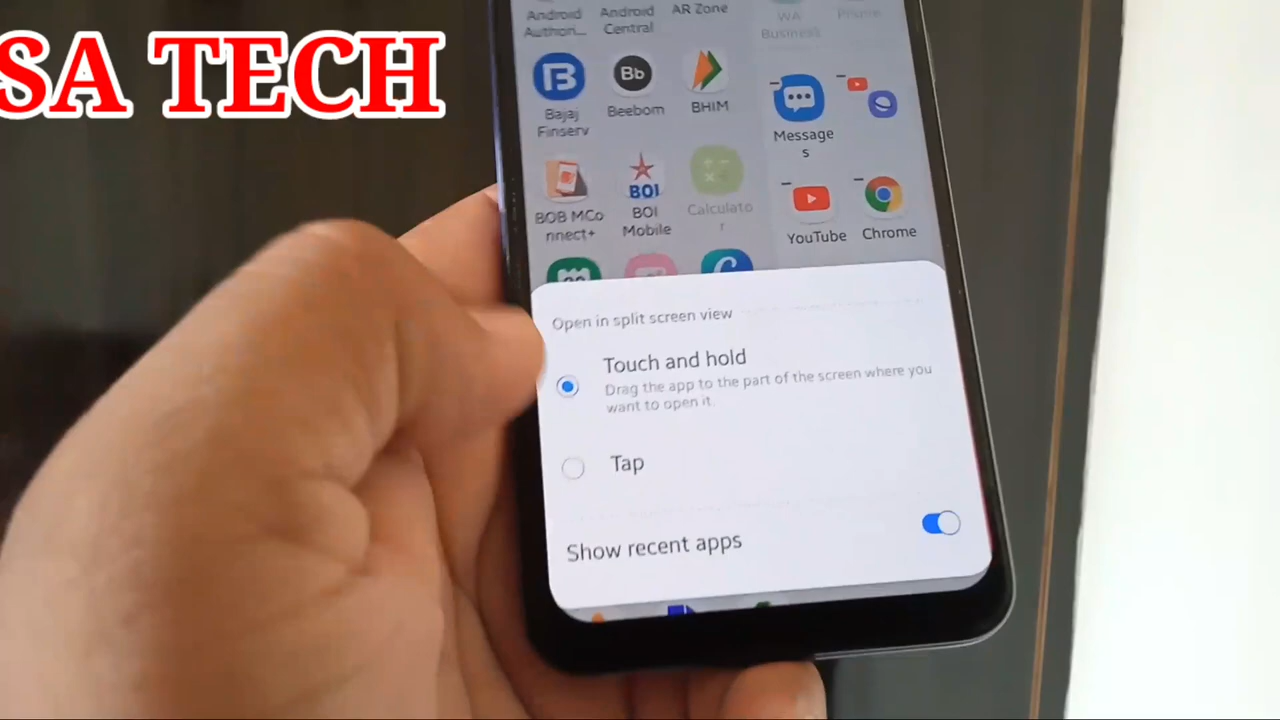 SA TECH
Android
Authon...
Android
Central
AR Zone
WA
Business
Bajaj
Finserv
Bb
Beebom
BHIM
Message
s
BOB MCo
nnect+
BOI
BOI
Mobile
Calculato
r
YouTube
Chrome
Open in split screen view
Touch and hold
Drag the app to the part of the screen where you
want to open it.
Tap
Show recent apps